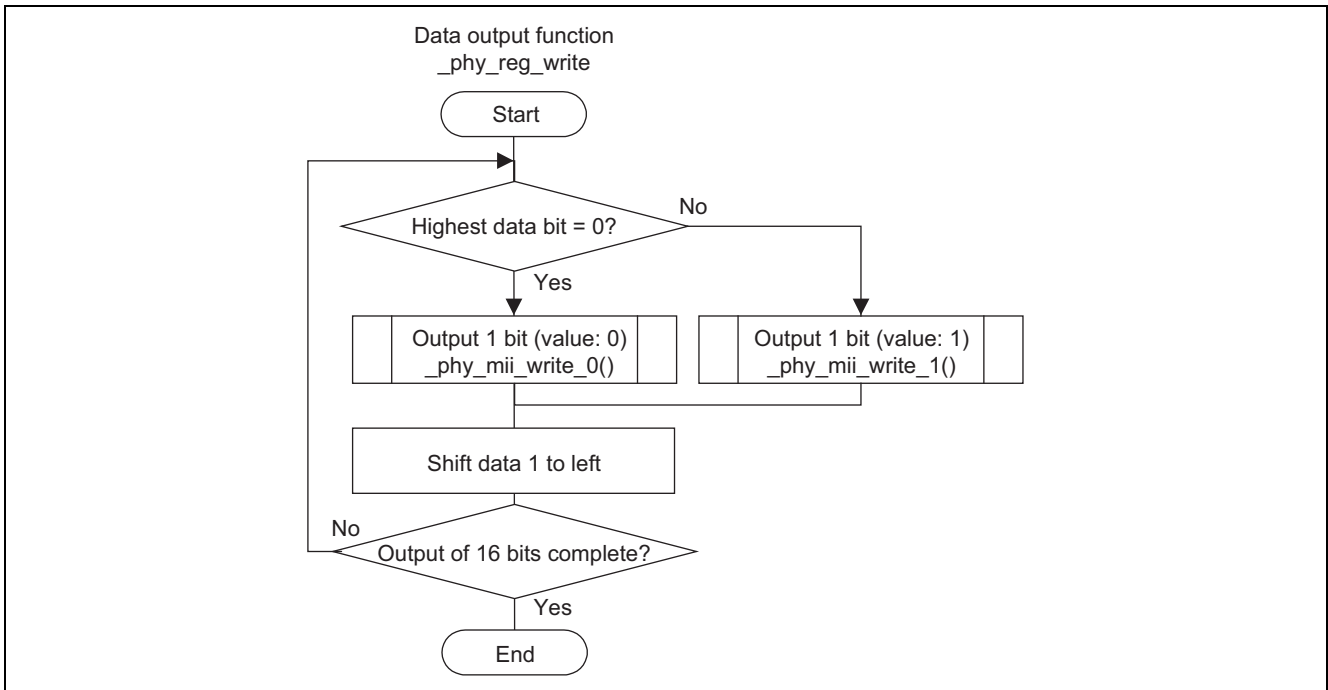 Data output function
_phy_reg_write
Start
Highest data bit = 0?
No
Yes
Output 1 bit (value: 0)
_phy_mii_write_0()
Output 1 bit (value: 1)
_phy_mii_write_1()
Shift data 1 to left
No
Output of 16 bits complete?
Yes
End